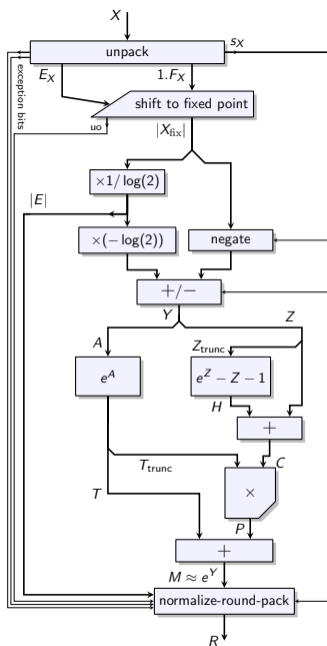 X
unpack
s_X
E_X
1.F_X
exception bits
shift to fixed point
ou
|X_fix|
×1/ log(2)
|E|
×(− log(2))
negate
+/−
Y
Z
A
Z_trunc
e^A
e^Z − Z − 1
H
+
T_trunc
C
T
×
P
+
M ≈ e^Y
normalize-round-pack
R